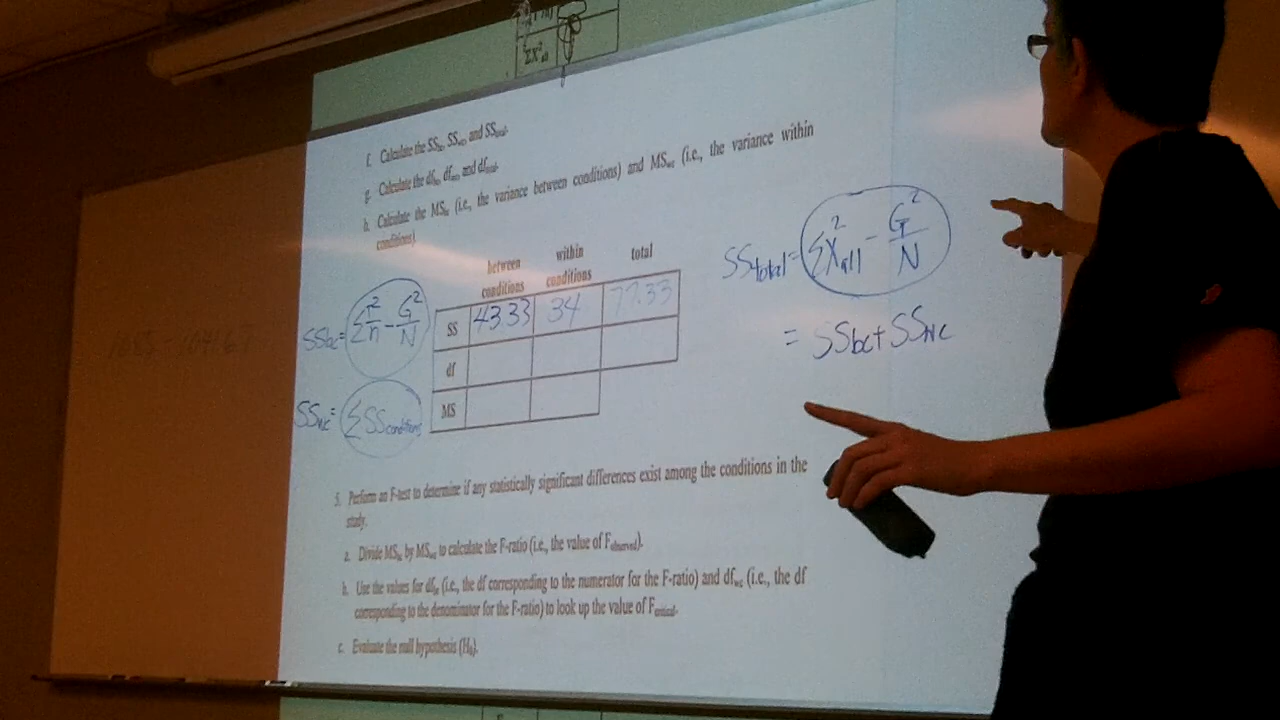 ΣX²all
f. Calculate the SSbc, SSwc, and SStotal.
g. Calculate the dfbc, dfwc, and dftotal.
h. Calculate the MSbc (i.e., the variance between conditions) and MSwc (i.e., the variance within
conditions).
between conditions within conditions total
SS 43.33 34 77.33
df
MS
SSbc = ΣT²/n - G²/N
SSwc = ΣSSconditions
SStotal = ΣX²all - G²/N
= SSbc + SSwc
5. Perform an F-test to determine if any statistically significant differences exist among the conditions in the
study.
a. Divide MSbc by MSwc to calculate the F-ratio (i.e., the value of Fobserved).
b. Use the values for dfbc (i.e., the df corresponding to the numerator for the F-ratio) and dfwc (i.e., the df
corresponding to the denominator for the F-ratio) to look up the value of Fcritical.
c. Evaluate the null hypothesis (H0).